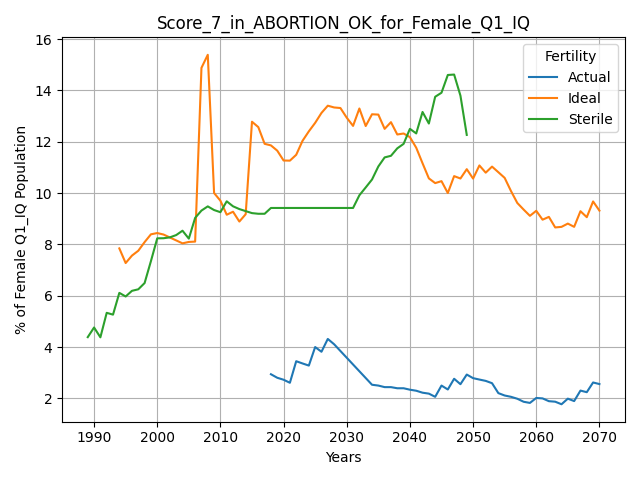 Score_7_in_ABORTION_OK_for_Female_Q1_IQ
% of Female Q1_IQ Population
16
14
12
10
8
6
4
2
Fertility
Actual
Ideal
Sterile
1990 2000 2010 2020 2030 2040 2050 2060 2070
Years